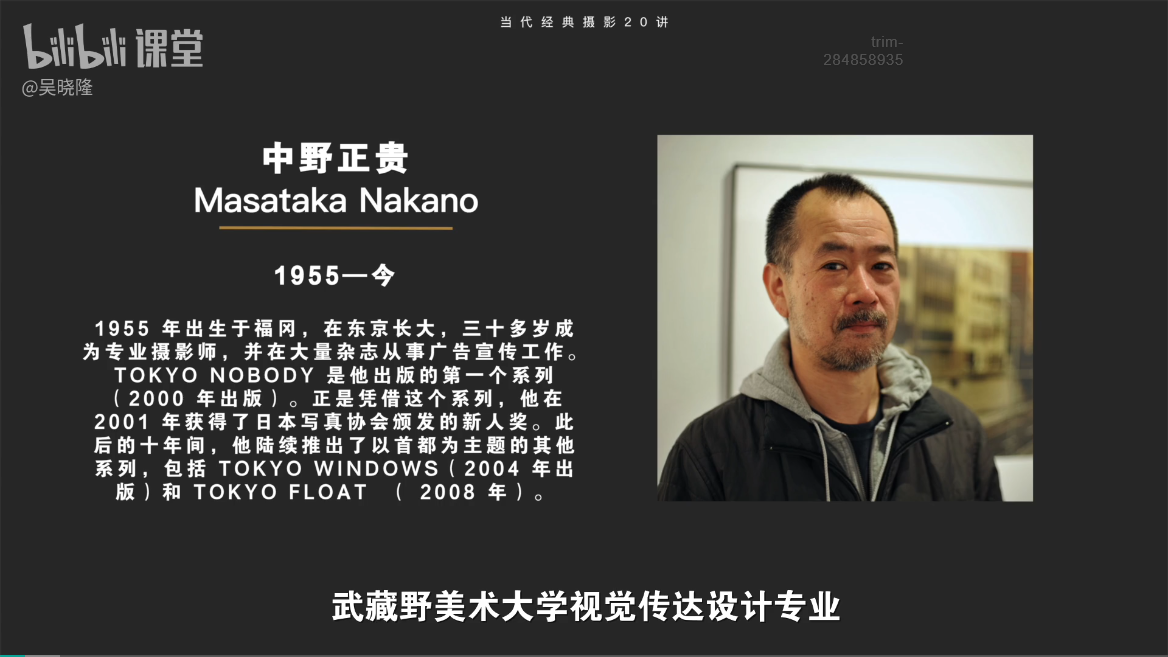 当代经典摄影20讲
bilibili课堂
@吴晓隆
trim-
284858935
中野正贵
Masataka Nakano
1955—今
1955 年出生于福冈，在东京长大，三十多岁成
为专业摄影师，并在大量杂志从事广告宣传工作。
TOKYO NOBODY 是他出版的第一个系列
（2000 年出版）。正是凭借这个系列，他在
2001 年获得了日本写真协会颁发的新人奖。此
后的十年间，他陆续推出了以首都为主题的其他
系列，包括 TOKYO WINDOWS（2004 年出
版）和 TOKYO FLOAT （ 2008 年）。
武藏野美术大学视觉传达设计专业